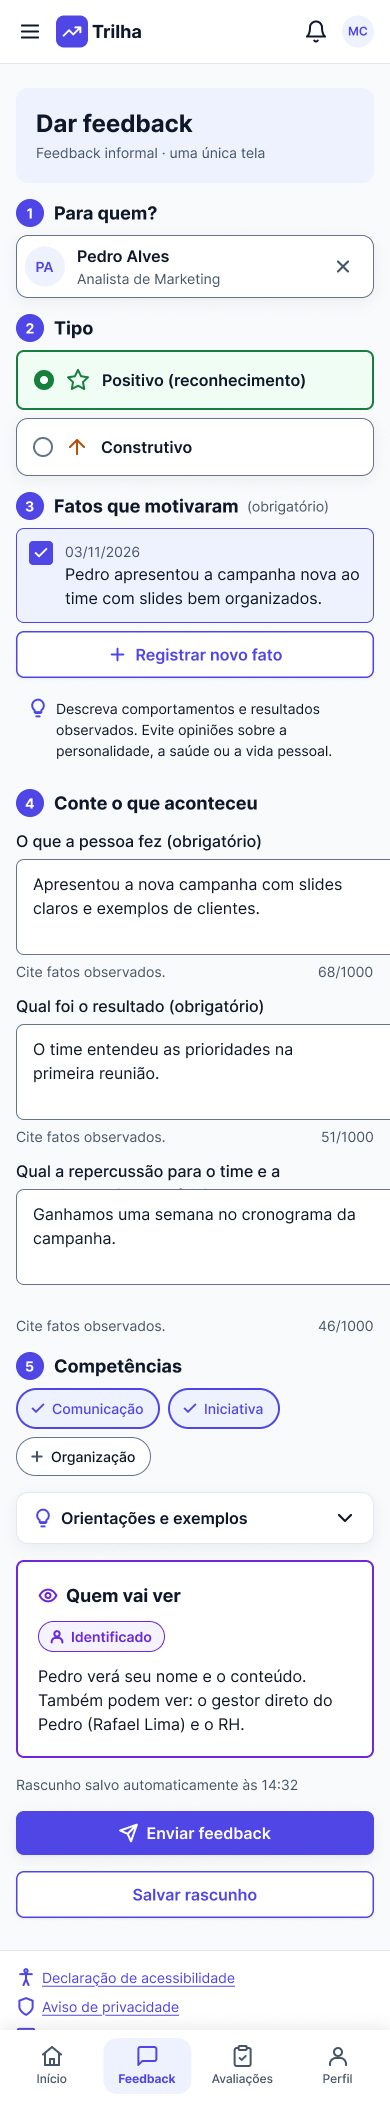 Trilha
MC
Dar feedback
Feedback informal · uma única tela
1 Para quem?
PA
Pedro Alves
Analista de Marketing
2 Tipo
Positivo (reconhecimento)
Construtivo
3 Fatos que motivaram (obrigatório)
03/11/2026
Pedro apresentou a campanha nova ao
time com slides bem organizados.
Registrar novo fato
Descreva comportamentos e resultados
observados. Evite opiniões sobre a
personalidade, a saúde ou a vida pessoal.
4 Conte o que aconteceu
O que a pessoa fez (obrigatório)
Apresentou a nova campanha com slides
claros e exemplos de clientes.
Cite fatos observados. 68/1000
Qual foi o resultado (obrigatório)
O time entendeu as prioridades na
primeira reunião.
Cite fatos observados. 51/1000
Qual a repercussão para o time e a
Ganhamos uma semana no cronograma da
campanha.
Cite fatos observados. 46/1000
5 Competências
Comunicação
Iniciativa
+ Organização
Orientações e exemplos
Quem vai ver
Identificado
Pedro verá seu nome e o conteúdo.
Também podem ver: o gestor direto do
Pedro (Rafael Lima) e o RH.
Rascunho salvo automaticamente às 14:32
Enviar feedback
Salvar rascunho
Declaração de acessibilidade
Aviso de privacidade
Início
Feedback
Avaliações
Perfil